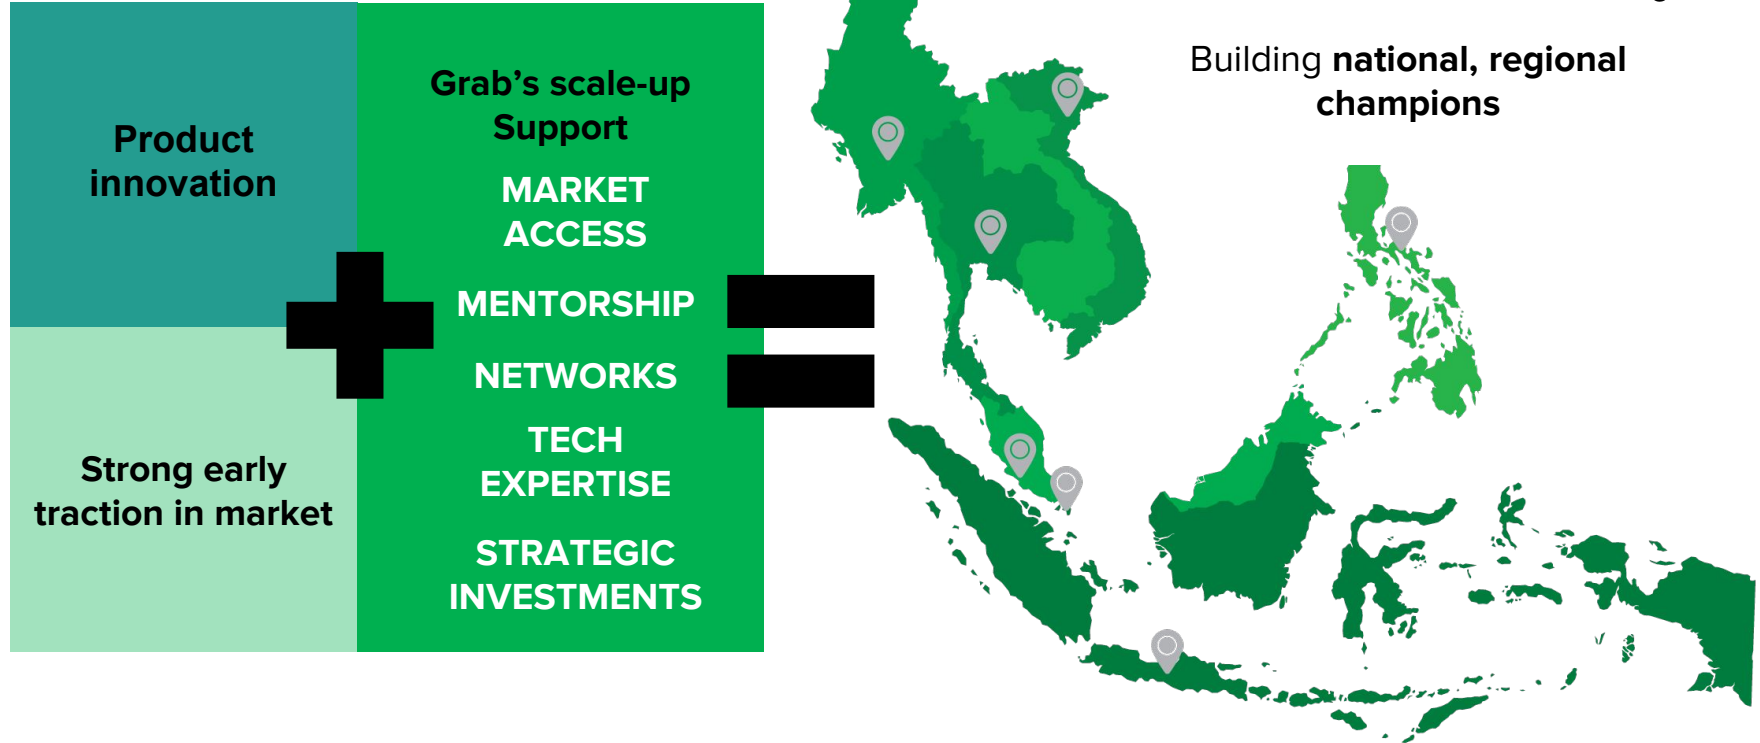 Product
innovation
Strong early
traction in market
Grab’s scale-up
Support
MARKET
ACCESS
MENTORSHIP
NETWORKS
TECH
EXPERTISE
STRATEGIC
INVESTMENTS
Building national, regional
champions